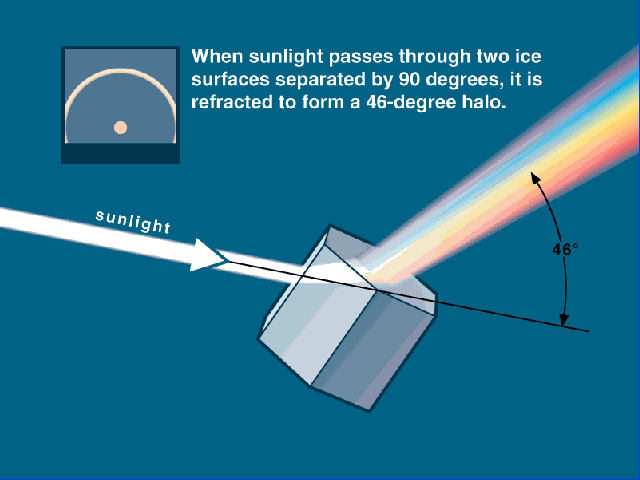 When sunlight passes through two ice
surfaces separated by 90 degrees, it is
refracted to form a 46-degree halo.
sunlight
46°